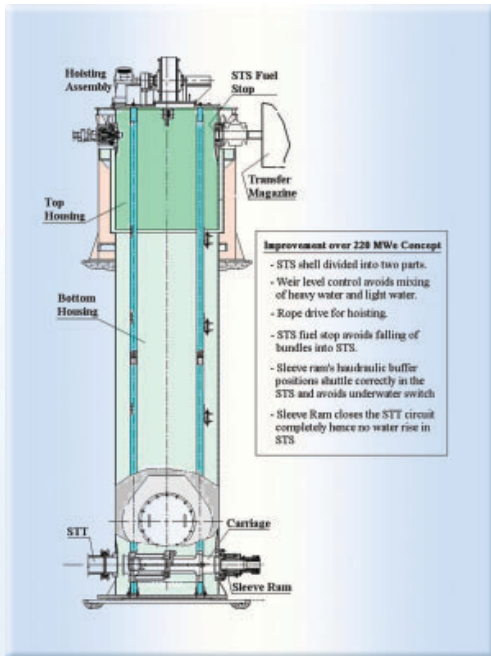 Hoisting
Assembly
STS Fuel
Stop
Transfer
Magazine
Top
Housing
Bottom
Housing
Improvement over 220 MWe Concept
- STS shell divided into two parts.
- Weir level control avoids mixing
of heavy water and light water.
- Rope drive for hoisting.
- STS fuel stop avoids falling of
bundles into STS.
- Sleeve ram's haudraulic buffer
positions shuttle correctly in the
STS and avoids underwater switch
- Sleeve Ram closes the STT circuit
completely hence no water rise in
STS
STT
Carriage
Sleeve Ram